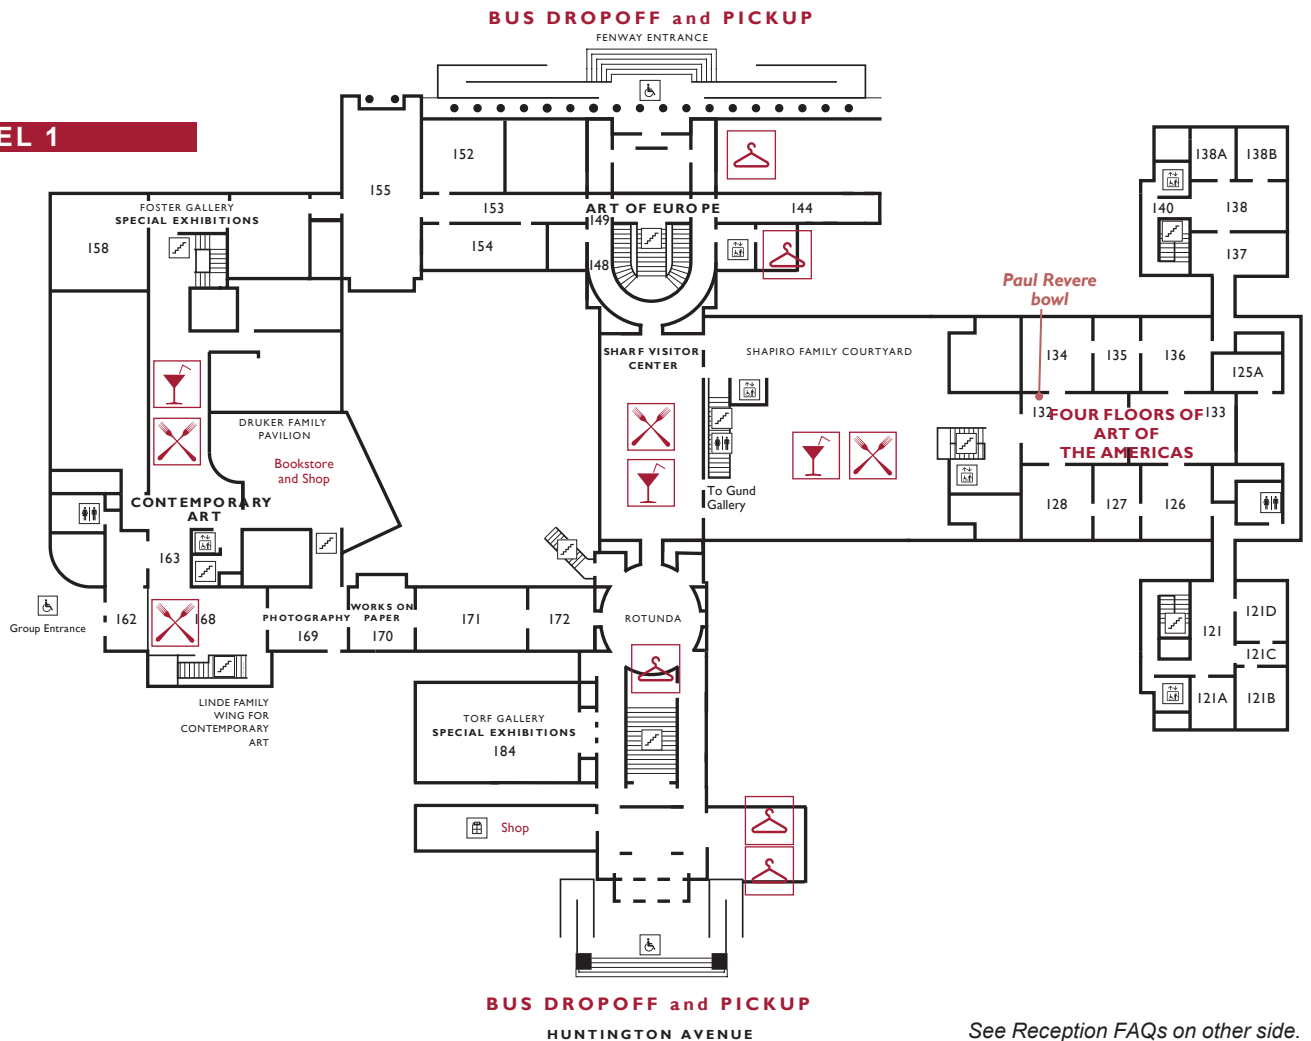 BUS DROPOFF and PICKUP
FENWAY ENTRANCE
EL 1
152
138A
138B
155
FOSTER GALLERY
SPECIAL EXHIBITIONS
153
ART OF EUROPE
144
140
138
149
158
154
148
137
Paul Revere
bowl
SHARF VISITOR
CENTER
SHAPIRO FAMILY COURTYARD
134
135
136
125A
DRUKER FAMILY
PAVILION
132
133
FOUR FLOORS OF
ART OF
THE AMERICAS
Bookstore
and Shop
CONTEMPORARY
ART
To Gund
Gallery
128
127
126
163
Group Entrance
162
168
PHOTOGRAPHY
169
WORKS ON
PAPER
170
171
172
ROTUNDA
121
121D
121C
121A
121B
LINDE FAMILY
WING FOR
CONTEMPORARY
ART
TORF GALLERY
SPECIAL EXHIBITIONS
184
Shop
BUS DROPOFF and PICKUP
HUNTINGTON AVENUE
See Reception FAQs on other side.